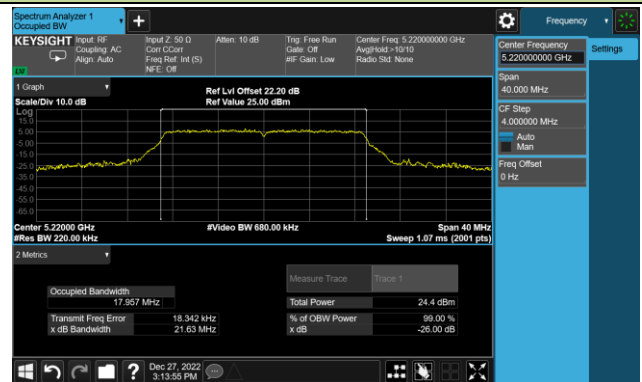 Spectrum Analyzer 1
Occupied BW
Frequency
KEYSIGHT
Input: RF
Coupling: AC
Align: Auto
Input Z: 50 Ω
Corr CCorr
Freq Ref: Int (S)
NFE: Off
Atten: 10 dB
Trig: Free Run
Gate: Off
#IF Gain: Low
Center Freq: 5.220000000 GHz
Avg|Hold:>10/10
Radio Std: None
LW
Center Frequency
5.220000000 GHz
Settings
Span
40.000 MHz
CF Step
4.000000 MHz
Auto
Man
Freq Offset
0 Hz
1 Graph
Scale/Div 10.0 dB
Ref Lvl Offset 22.20 dB
Ref Value 25.00 dBm
Log
15.0
5.00
-5.00
-15.0
-25.0
-35.0
-45.0
-55.0
-65.0
Center 5.22000 GHz
#Res BW 220.00 kHz
#Video BW 680.00 kHz
Span 40 MHz
Sweep 1.07 ms (2001 pts)
2 Metrics
Measure Trace
Trace 1
Occupied Bandwidth
17.957 MHz
Total Power
24.4 dBm
Transmit Freq Error
18.342 kHz
% of OBW Power
99.00 %
x dB Bandwidth
21.63 MHz
x dB
-26.00 dB
?
Dec 27, 2022
3:13:55 PM